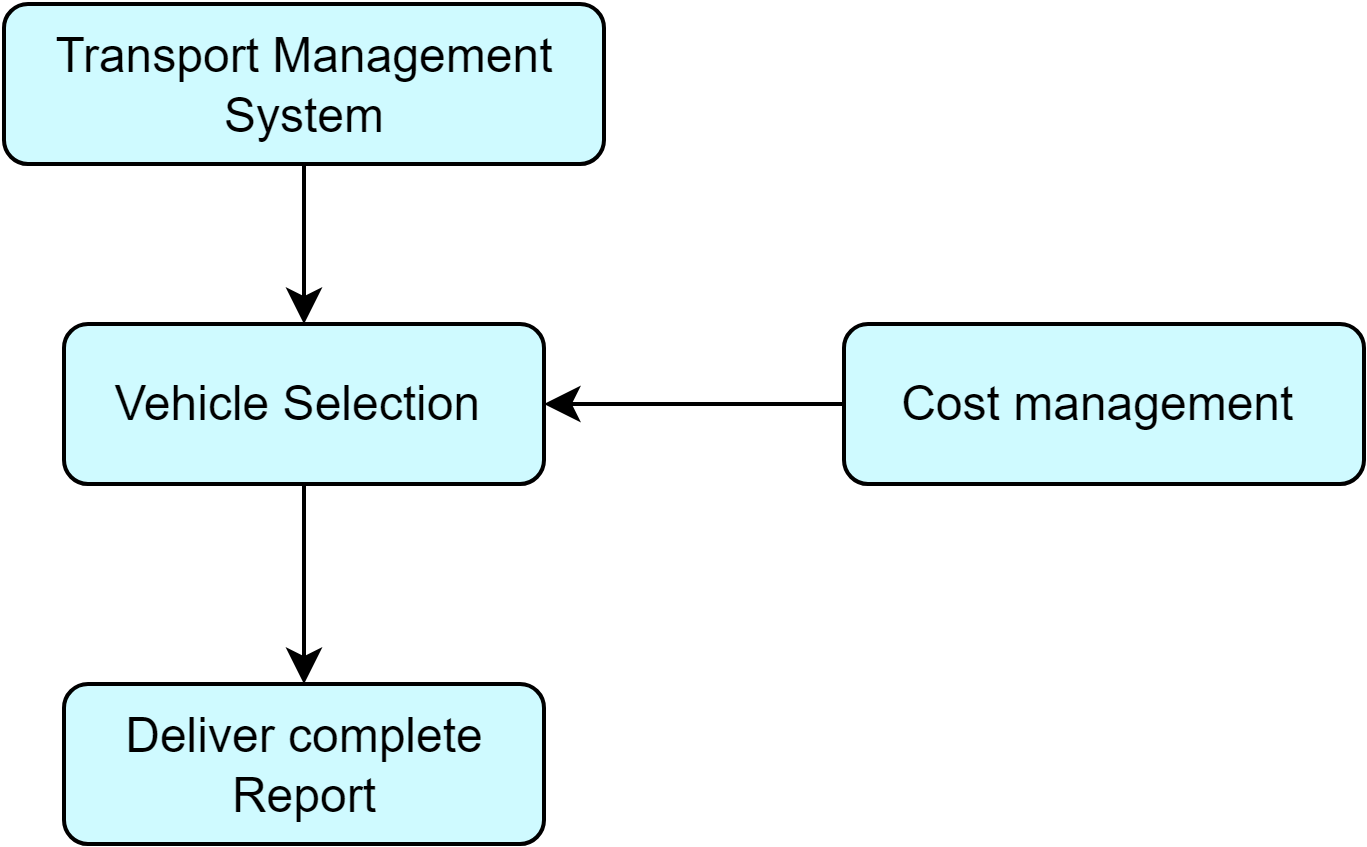 Transport Management
System
Vehicle Selection
Cost management
Deliver complete
Report